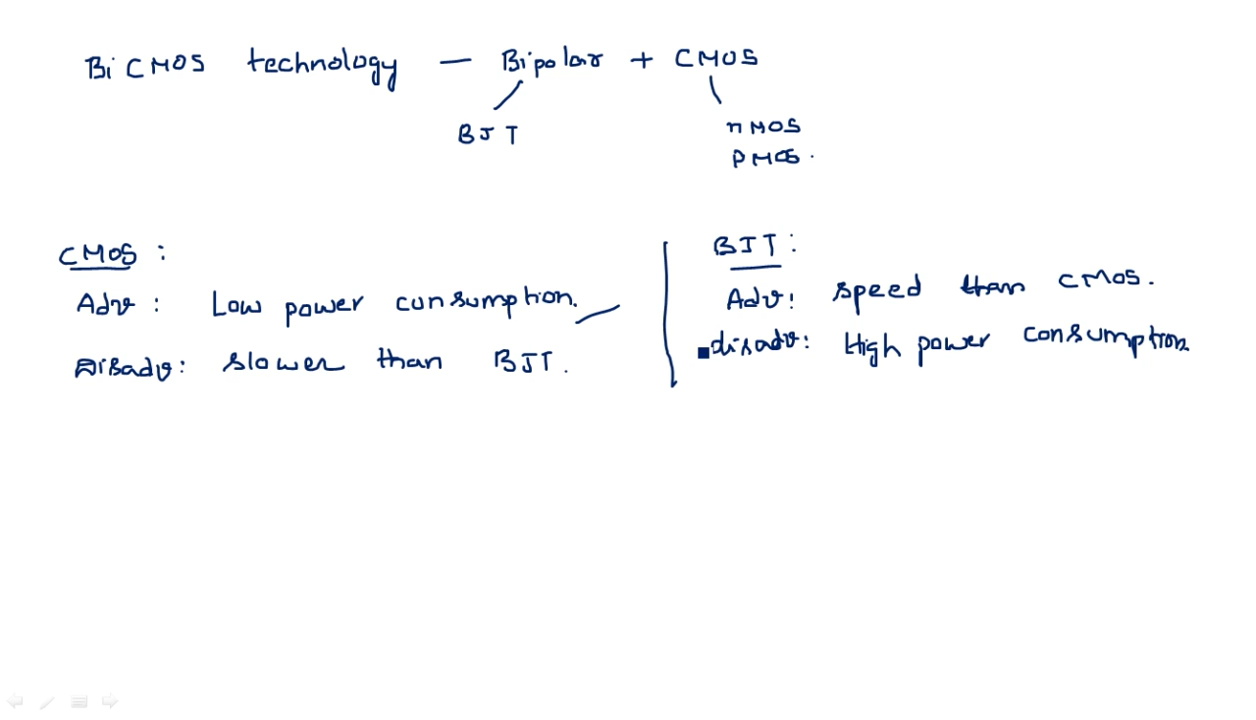 BiCMOS technology — Bipolar + CMOS
BJT
nMOS
PMOS.
CMOS :
Adv : Low power consumption.
Disadv : slower than BJT.
BJT :
Adv : speed than CMOS.
disadv : High power consumption